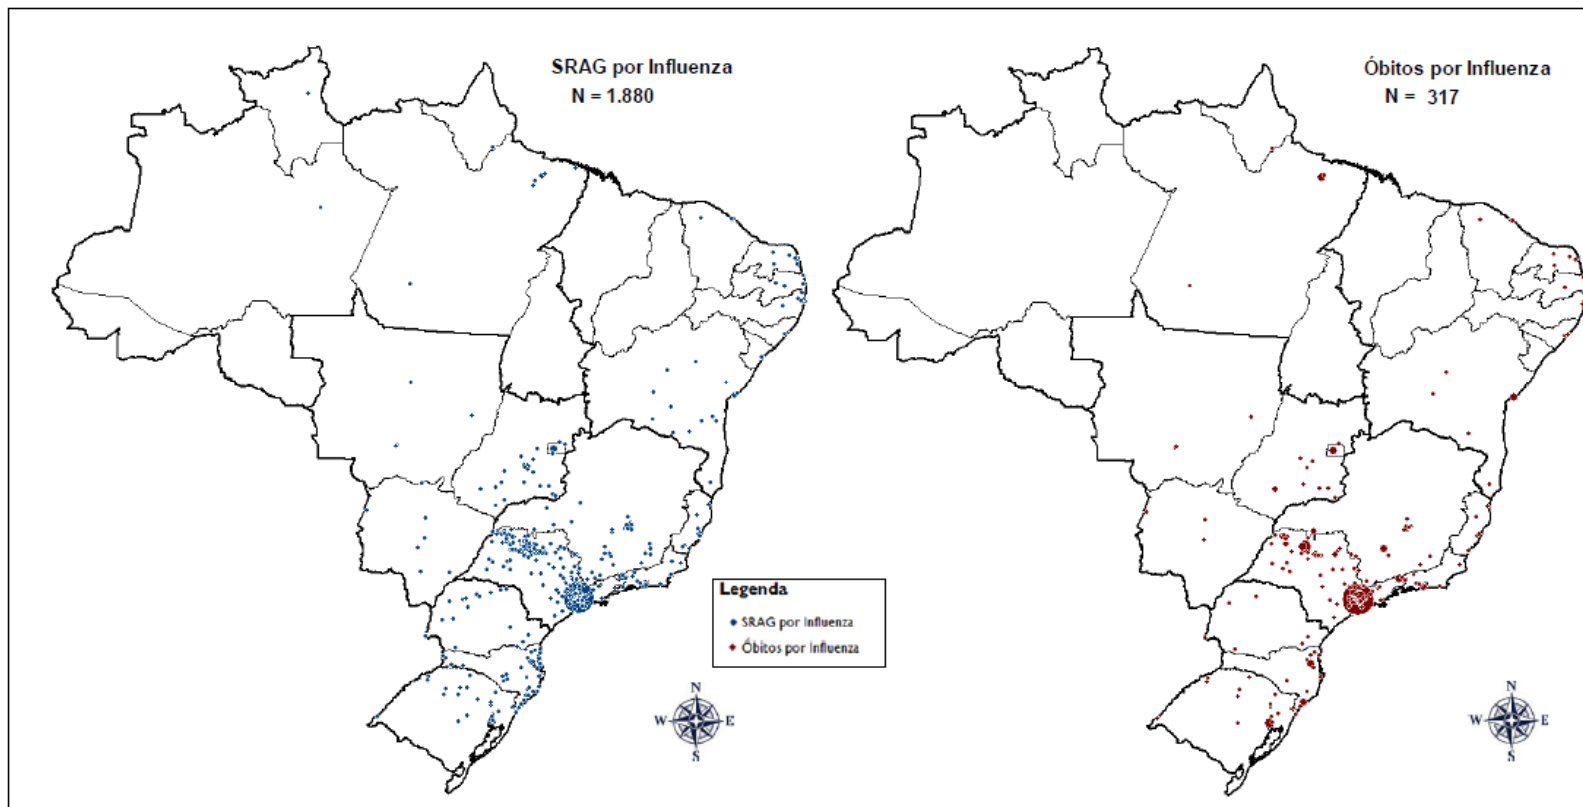 SRAG por Influenza
N = 1.880
Óbitos por Influenza
N = 317
Legenda
SRAG por Influenza
Óbitos por Influenza
N
W E
S
N
W E
S